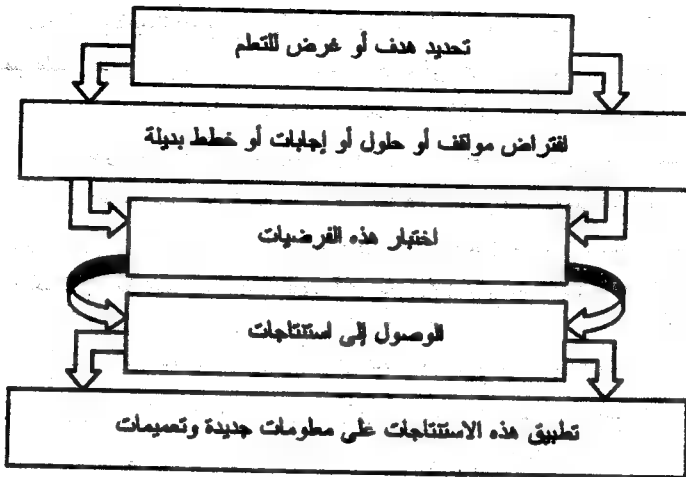 تحديد هدف أو غرض للتعلم
افتراض مواقف أو حلول أو إجابات أو خطط بديلة
اختبار هذه الفرضيات
الوصول إلى استنتاجات
تطبيق هذه الاستنتاجات على معلومات جديدة وتعميمات